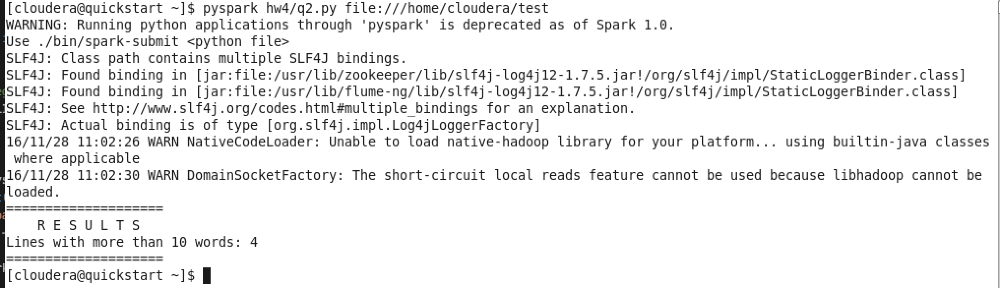 [cloudera@quickstart ~]$ pyspark hw4/q2.py file:///home/cloudera/test
WARNING: Running python applications through 'pyspark' is deprecated as of Spark 1.0.
Use ./bin/spark-submit <python file>
SLF4J: Class path contains multiple SLF4J bindings.
SLF4J: Found binding in [jar:file:/usr/lib/zookeeper/lib/slf4j-log4j12-1.7.5.jar!/org/slf4j/impl/StaticLoggerBinder.class]
SLF4J: Found binding in [jar:file:/usr/lib/flume-ng/lib/slf4j-log4j12-1.7.5.jar!/org/slf4j/impl/StaticLoggerBinder.class]
SLF4J: See http://www.slf4j.org/codes.html#multiple_bindings for an explanation.
SLF4J: Actual binding is of type [org.slf4j.impl.Log4jLoggerFactory]
16/11/28 11:02:26 WARN NativeCodeLoader: Unable to load native-hadoop library for your platform... using builtin-java classes
 where applicable
16/11/28 11:02:30 WARN DomainSocketFactory: The short-circuit local reads feature cannot be used because libhadoop cannot be
loaded.
====================
    R E S U L T S
Lines with more than 10 words: 4
====================
[cloudera@quickstart ~]$